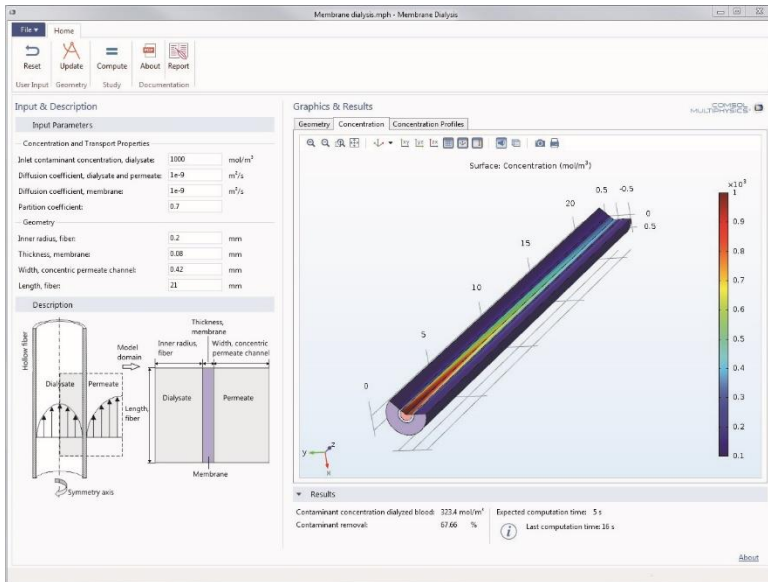 Membrane dialysis.mph - Membrane Dialysis
File Home
Reset Update Compute About Report
User Input Geometry Study Documentation
Input & Description
Input Parameters
Concentration and Transport Properties
Inlet contaminant concentration, dialysate: 1000 mol/m³
Diffusion coefficient, dialysate and permeate: 1e-9 m²/s
Diffusion coefficient, membrane: 1e-9 m²/s
Partition coefficient: 0.7
Geometry
Inner radius, fiber: 0.2 mm
Thickness, membrane: 0.08 mm
Width, concentric permeate channel: 0.42 mm
Length, fiber: 21 mm
Description
Hollow fiber
Dialysate Permeate
Symmetry axis
Model
domain
Thickness,
membrane
Inner radius, Width, concentric
fiber permeate channel
Length,
fiber
Dialysate Permeate
Membrane
Graphics & Results
COMSOL
MULTIPHYSICS
Geometry Concentration Concentration Profiles
Surface: Concentration (mol/m³)
0.5 -0.5
20 0
0.5
15
10
5
0
y z
x
×10³
1
0.9
0.8
0.7
0.6
0.5
0.4
0.3
0.2
0.1
Results
Contaminant concentration dialyzed blood: 323.4 mol/m³ Expected computation time: 5 s
Contaminant removal: 67.66 % Last computation time: 16 s
About